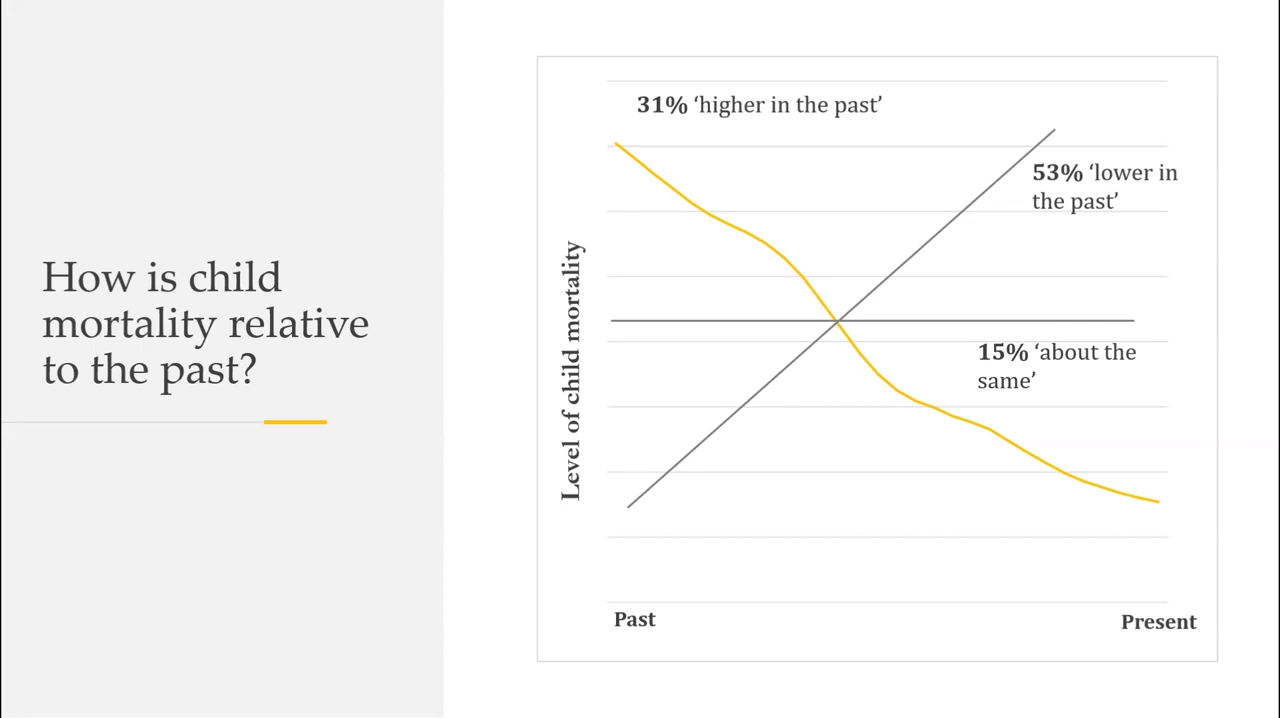 How is child
mortality relative
to the past?
31% ‘higher in the past’
53% ‘lower in
the past’
Level of child mortality
15% ‘about the
same’
Past
Present